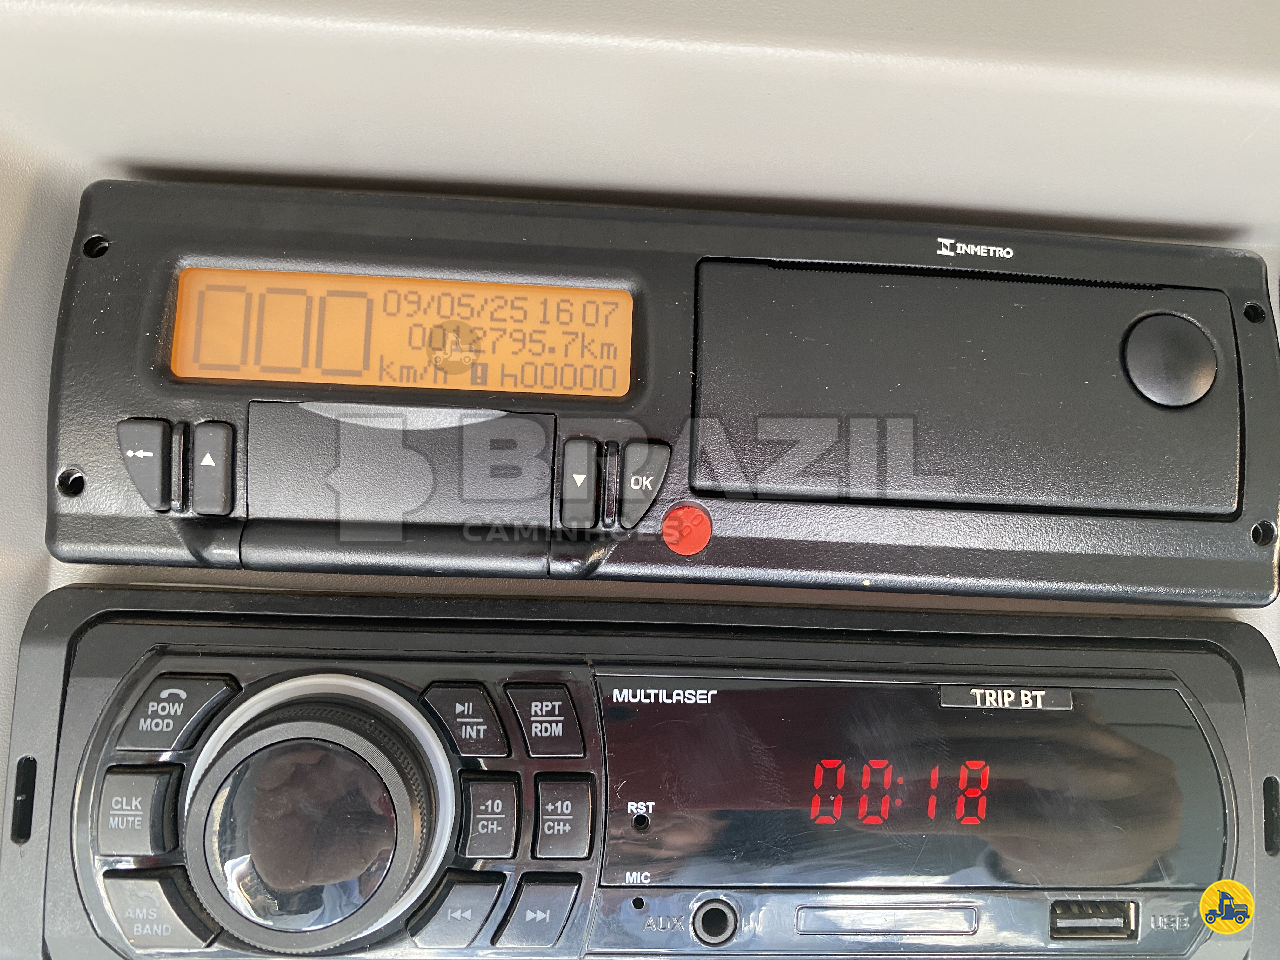 INMETRO
000
09/05/25 16 07
0012795.7km
km/h h00000
OK
BRAZIL
CAMINHÕES
MULTILASER
TRIP BT
POW
MOD
INT
RPT
RDM
CLK
MUTE
-10
CH-
+10
CH+
00:18
RST
MIC
AMS
BAND
AUX
USB